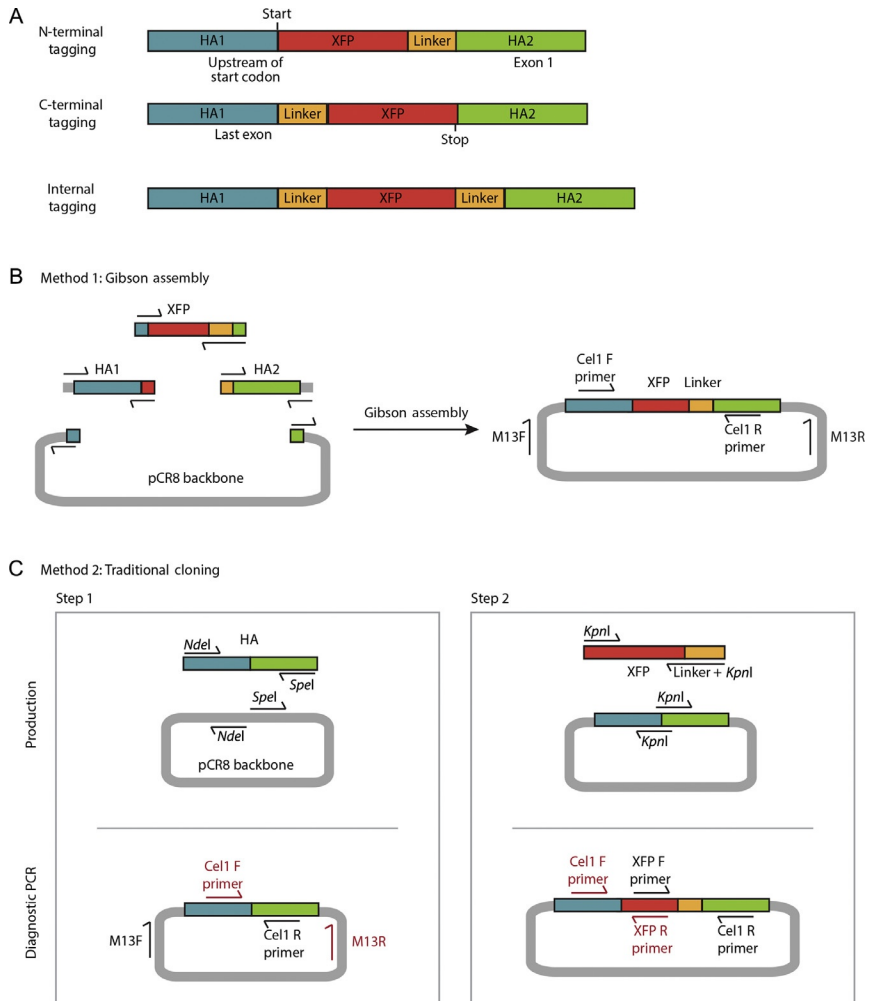 A
N-terminal
tagging
Start
HA1
XFP
Linker
HA2
Upstream of
start codon
Exon 1
C-terminal
tagging
HA1
Linker
XFP
HA2
Last exon
Stop
Internal
tagging
HA1
Linker
XFP
Linker
HA2
B
Method 1: Gibson assembly
XFP
HA1
HA2
pCR8 backbone
Gibson assembly
Cel1 F
primer
XFP
Linker
M13F
Cel1 R
primer
M13R
C
Method 2: Traditional cloning
Step 1
Step 2
Production
NdeI
HA
SpeI
SpeI
NdeI
pCR8 backbone
KpnI
XFP
Linker + KpnI
KpnI
KpnI
Diagnostic PCR
Cel1 F
primer
M13F
Cel1 R
primer
M13R
Cel1 F
primer
XFP F
primer
XFP R
primer
Cel1 R
primer